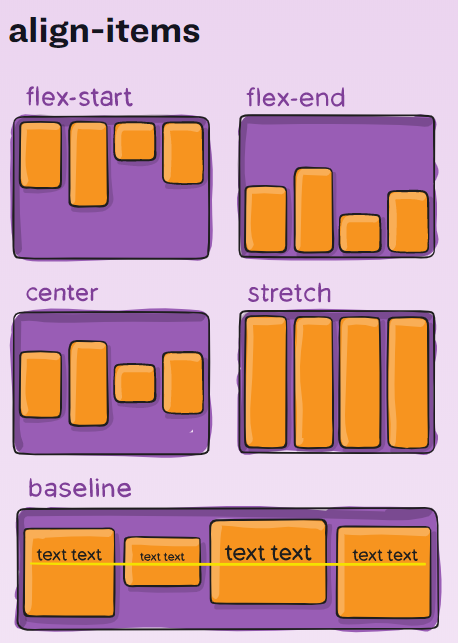 align-items
flex-start
flex-end
center
stretch
baseline
text text
text text
text text
text text